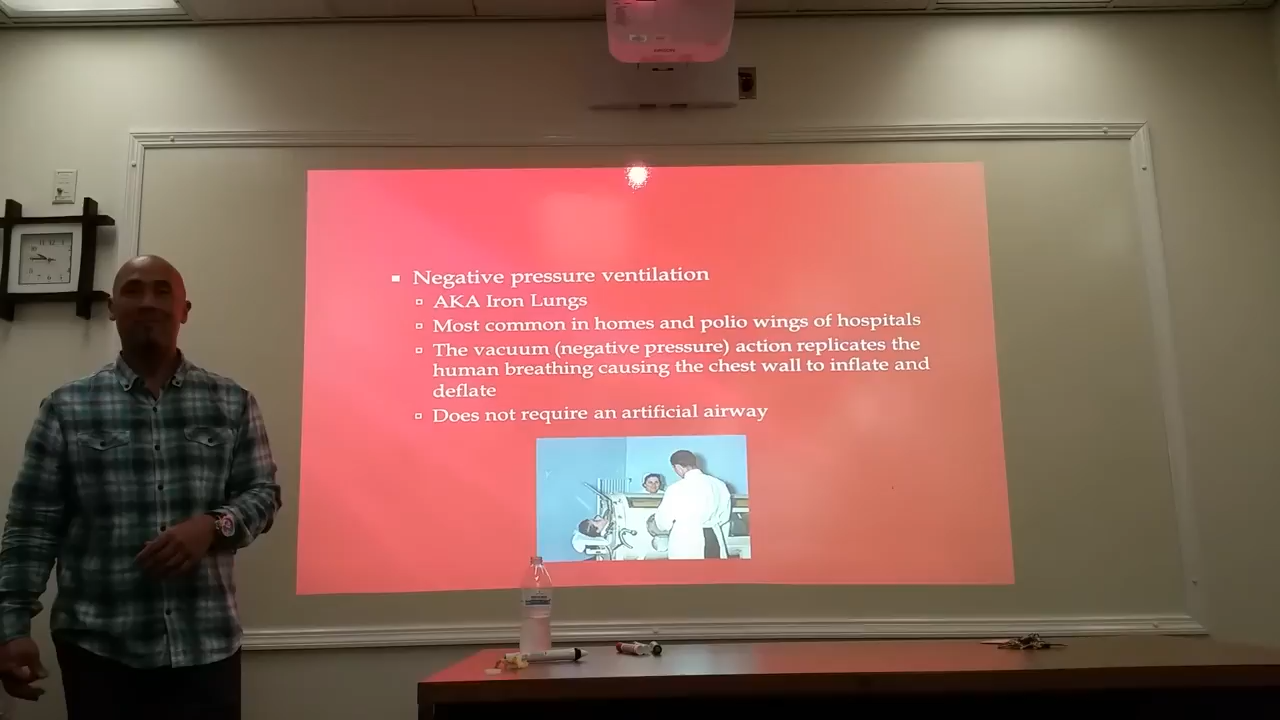 Negative pressure ventilation
AKA Iron Lungs
Most common in homes and polio wings of hospitals
The vacuum (negative pressure) action replicates the
human breathing causing the chest wall to inflate and
deflate
Does not require an artificial airway